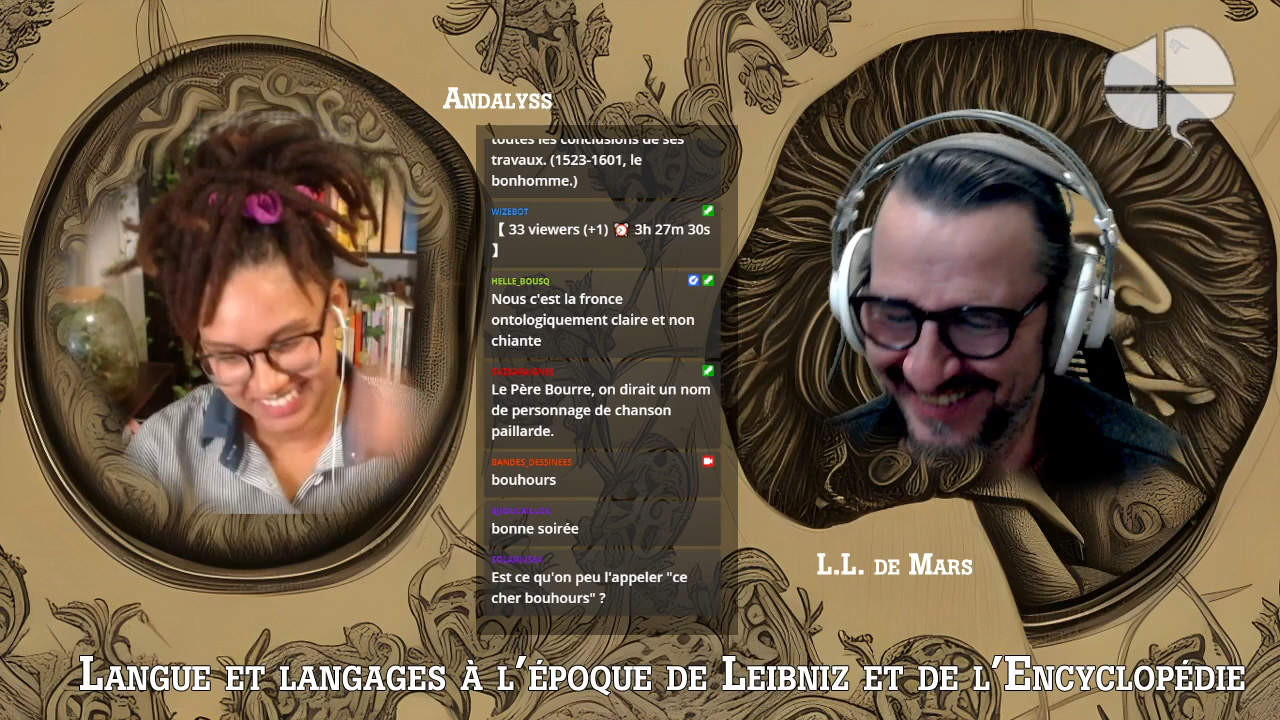 Andalyss
toutes les conclusions de ses
travaux. (1523-1601, le
bonhomme.)
WIZEBOT
【 33 viewers (+1) ⏰ 3h 27m 30s
】
HELLE_BOUSQ
Nous c'est la fronce
ontologiquement claire et non
chiante
Le Père Bourre, on dirait un nom
de personnage de chanson
paillarde.
BANDES_DESSINEES
bouhours
bonne soirée
Est ce qu'on peu l'appeler "ce
cher bouhours" ?
L.L. de Mars
Langue et langages à l'époque de Leibniz et de l'Encyclopédie